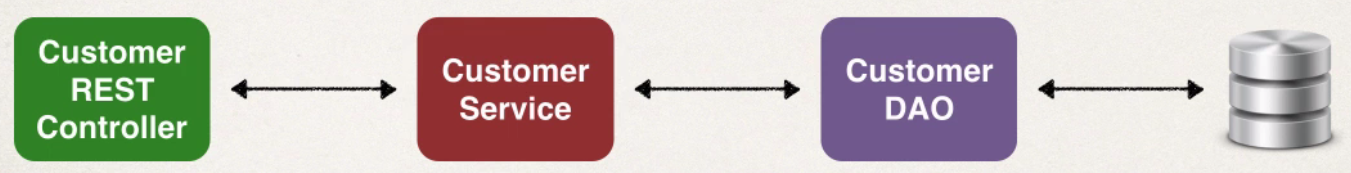 Customer
REST
Controller
Customer
Service
Customer
DAO